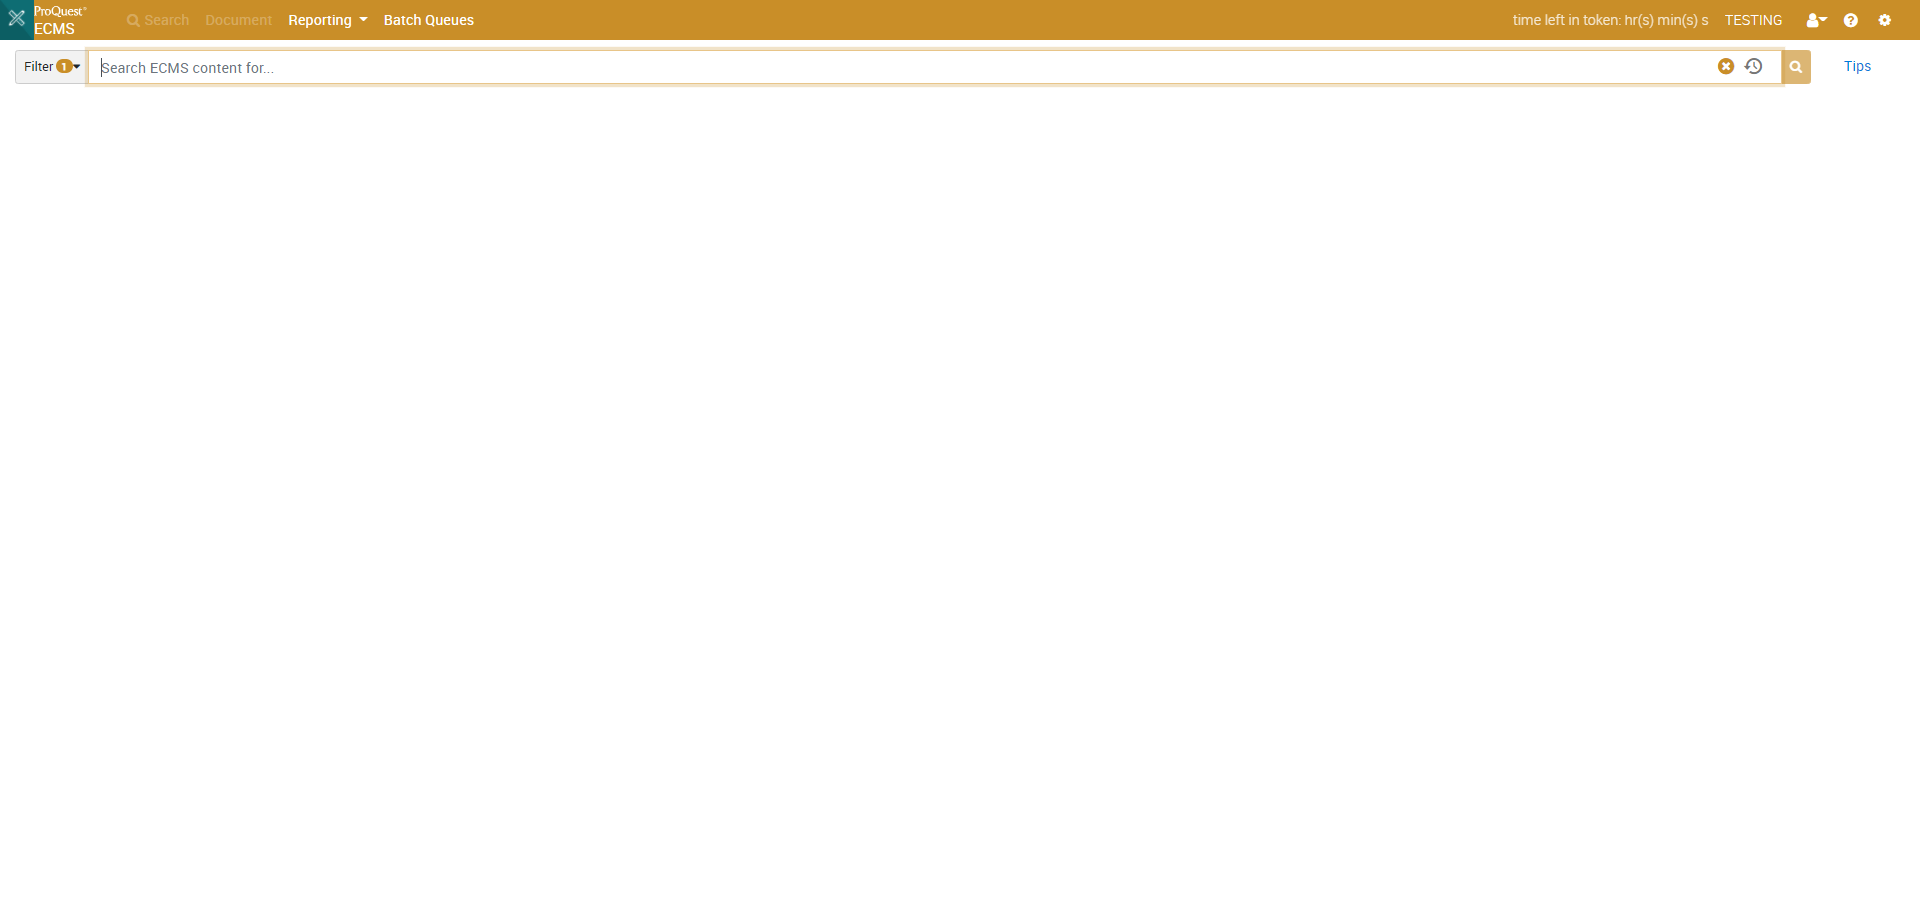 ProQuest®
ECMS
Search Document Reporting Batch Queues time left in token: hr(s) min(s) s TESTING
Filter 1 Search ECMS content for... Tips